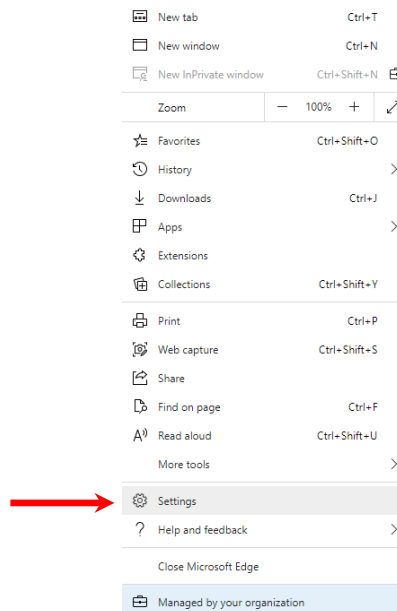 New tab Ctrl+T
New window Ctrl+N
New InPrivate window Ctrl+Shift+N
Zoom — 100% +
Favorites Ctrl+Shift+O
History
Downloads Ctrl+J
Apps
Extensions
Collections Ctrl+Shift+Y
Print Ctrl+P
Web capture Ctrl+Shift+S
Share
Find on page Ctrl+F
Read aloud Ctrl+Shift+U
More tools
Settings
Help and feedback
Close Microsoft Edge
Managed by your organization